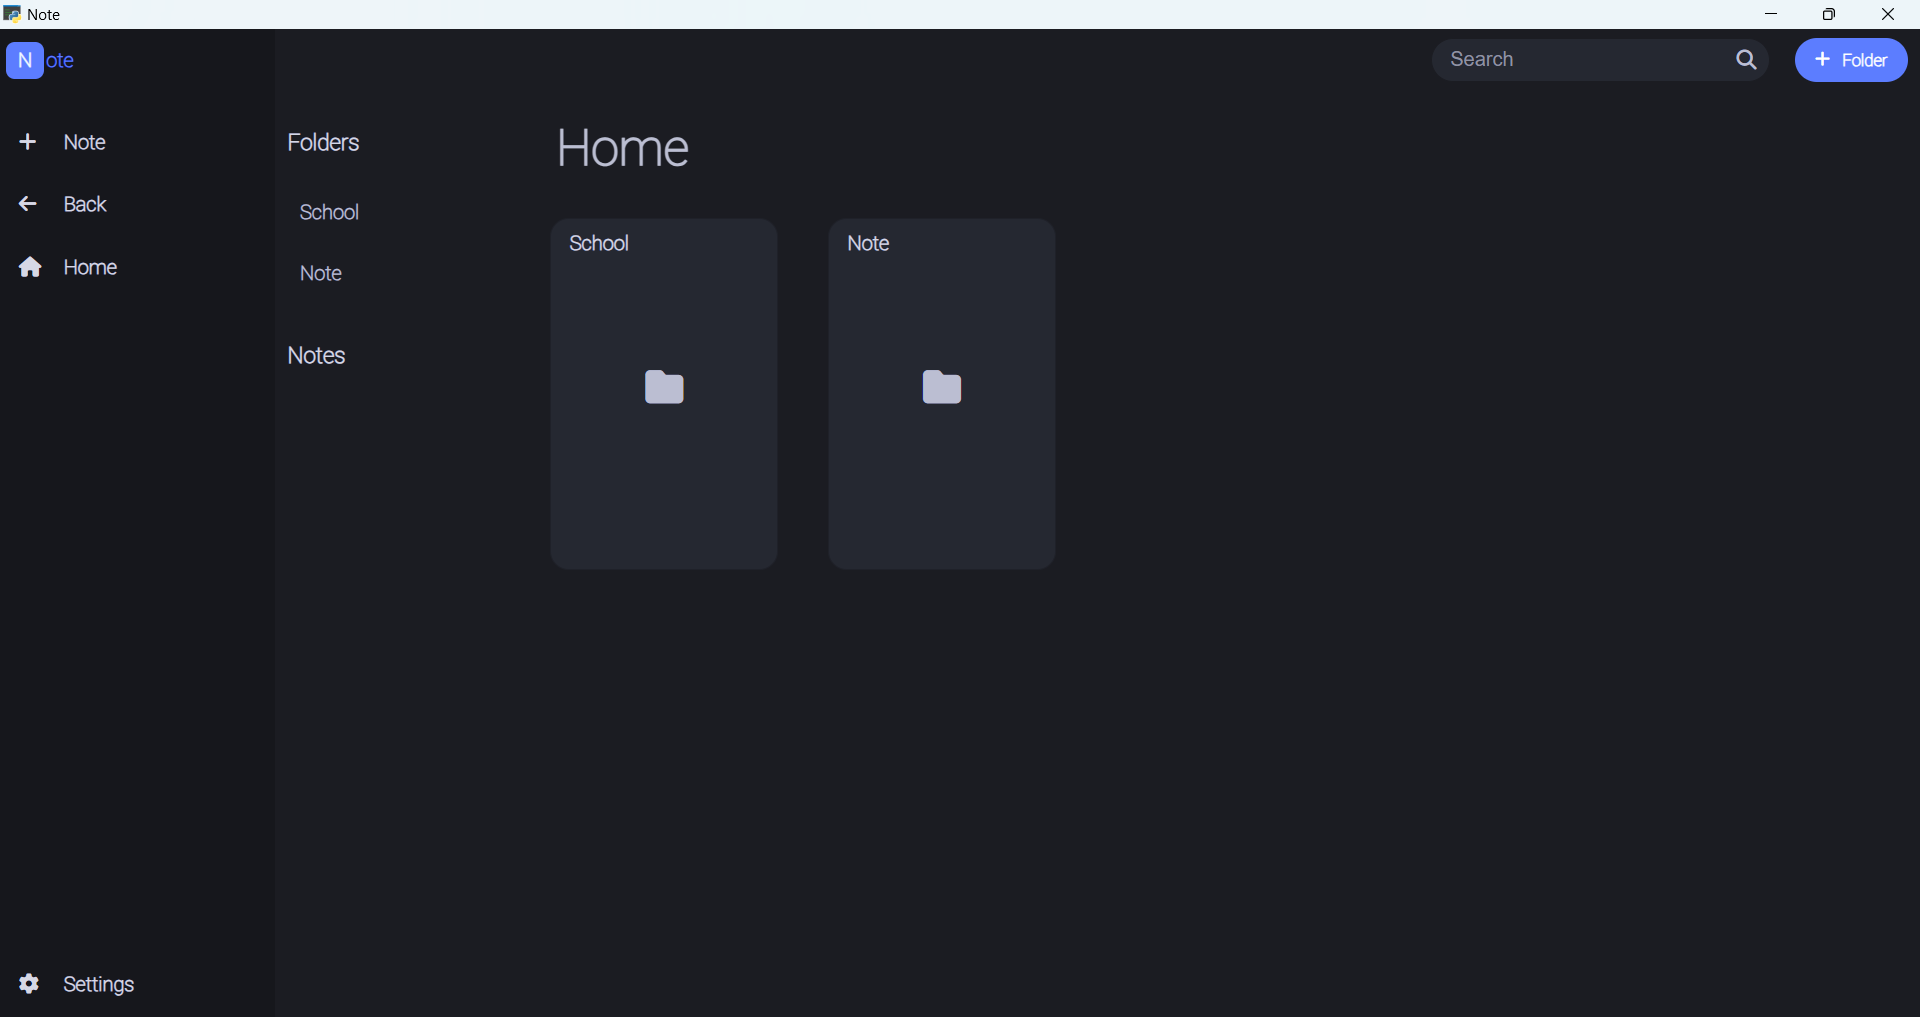 Note
Note
Search
Folder
Note
Back
Home
Settings
Folders
School
Note
Notes
Home
School
Note